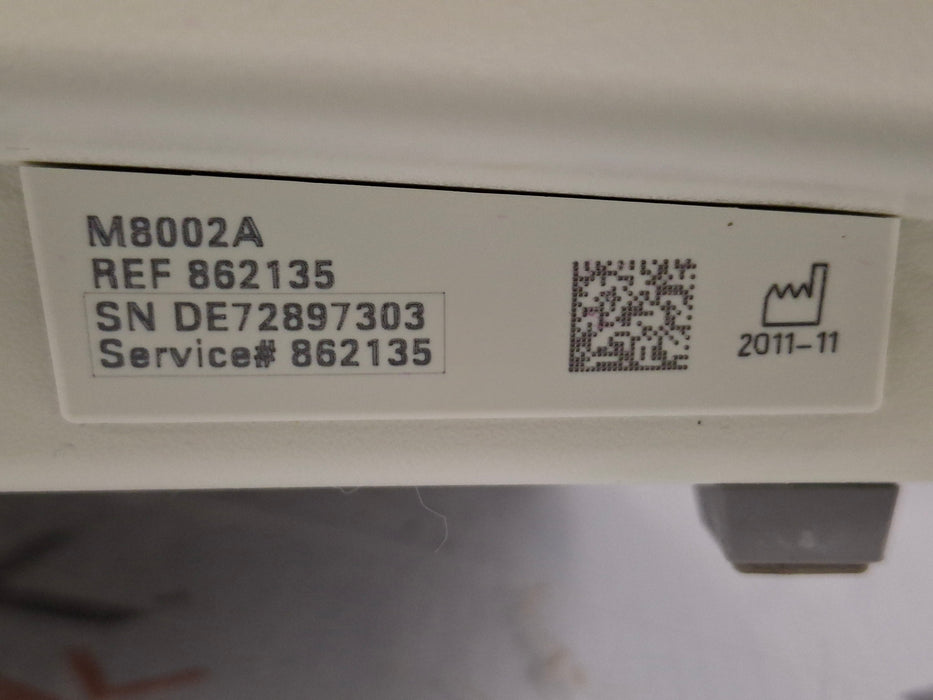 M8002A
REF 862135
SN DE72897303
Service# 862135
2011-11